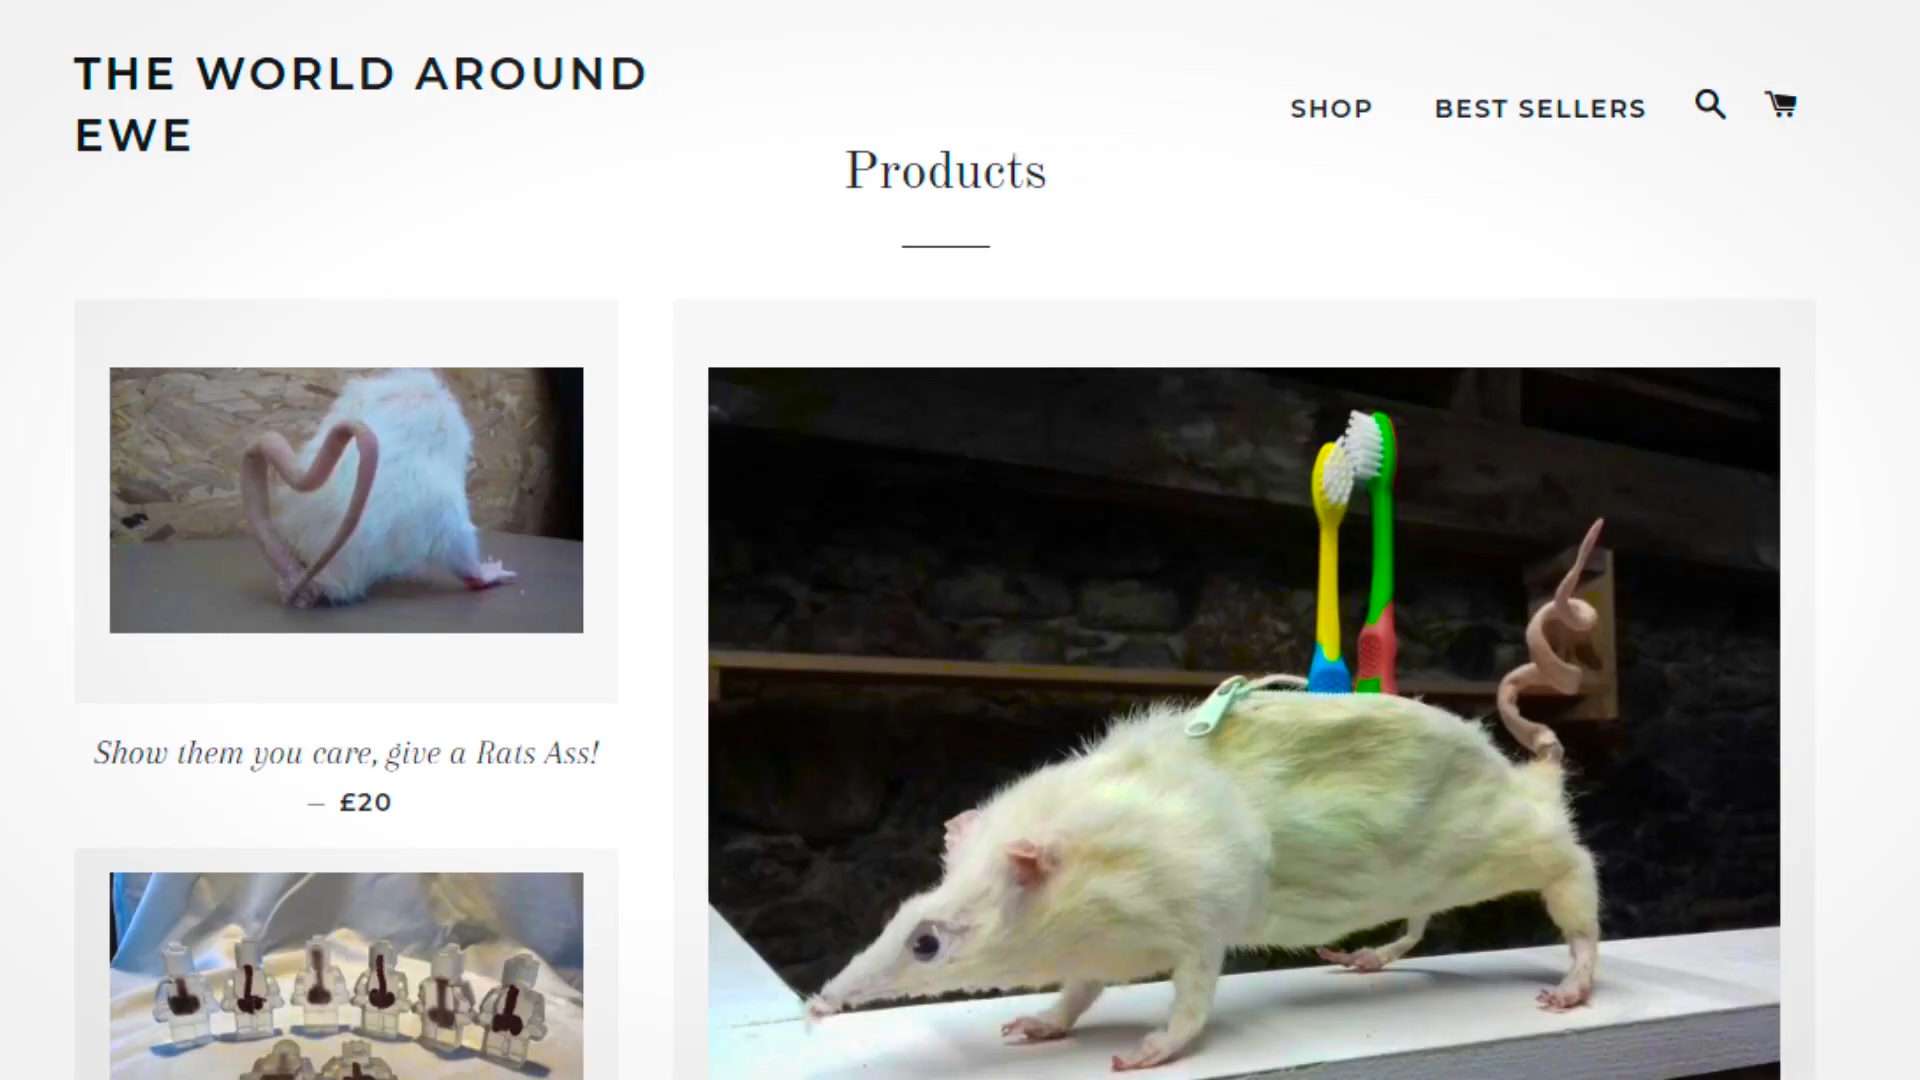 THE WORLD AROUND
EWE
SHOP
BEST SELLERS
Products
Show them you care, give a Rats Ass!
— £20